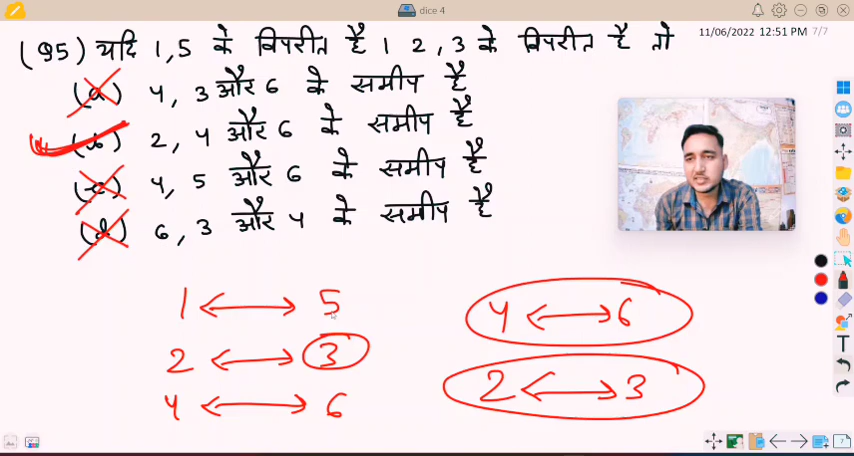 dice 4
11/06/2022 12:51 PM 7/7
(Q5) यदि 1,5 के विपरीत है। 2,3 के विपरीत है तो
(a) 4, 3 और 6 के समीप है
(b) 2, 4 और 6 के समीप है
(c) 4, 5 और 6 के समीप है
(d) 6, 3 और 4 के समीप है
1 ↔ 5
2 ↔ 3
4 ↔ 6
4 ↔ 6
2 ↔ 3
T
7